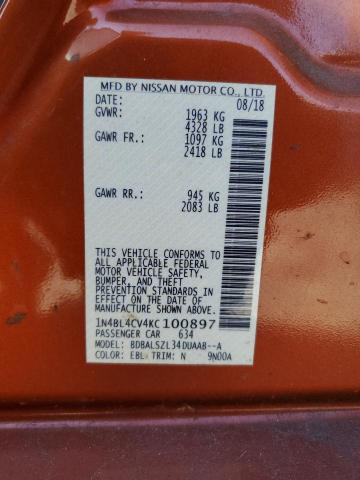 MFD BY NISSAN MOTOR CO., LTD.
DATE: 08/18
GVWR: 1963 KG
4328 LB
GAWR FR.: 1097 KG
2418 LB
GAWR RR.: 945 KG
2083 LB
THIS VEHICLE CONFORMS TO
ALL APPLICABLE FEDERAL
MOTOR VEHICLE SAFETY,
BUMPER, AND THEFT
PREVENTION STANDARDS IN
EFFECT ON THE DATE OF
MANUFACTURE SHOWN ABOVE.
1N4BL4CV4KC100897
PASSENGER CAR 634
MODEL: BDBALSZL34DUAAB--A
COLOR: EBL TRIM: N 9N00A